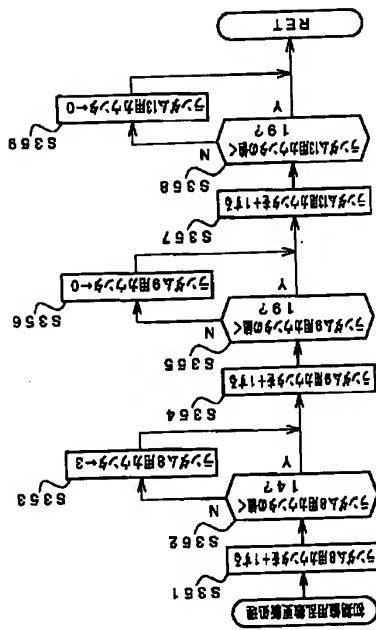 初期値用乱数更新処理
S351
ランダム8用カウンタを+1する
S352
ランダム8用カウンタの値<
14?
N
Y
S353
ランダム8用カウンタ←3
S354
ランダム9用カウンタを+1する
S355
ランダム9用カウンタの値<
19?
N
Y
S356
ランダム9用カウンタ←0
S357
ランダム13用カウンタを+1する
S358
ランダム13用カウンタの値<
19?
N
Y
S359
ランダム13用カウンタ←0
RET